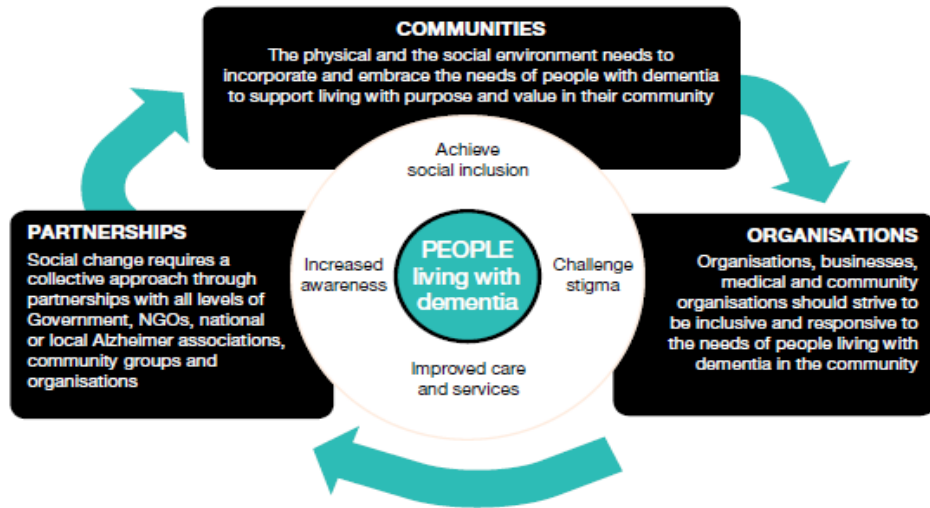 COMMUNITIES
The physical and the social environment needs to
incorporate and embrace the needs of people with dementia
to support living with purpose and value in their community
Achieve
social inclusion
PARTNERSHIPS
Social change requires a
collective approach through
partnerships with all levels of
Government, NGOs, national
or local Alzheimer associations,
community groups and
organisations
Increased
awareness
PEOPLE
living with
dementia
Challenge
stigma
Improved care
and services
ORGANISATIONS
Organisations, businesses,
medical and community
organisations should strive to
be inclusive and responsive to
the needs of people living with
dementia in the community